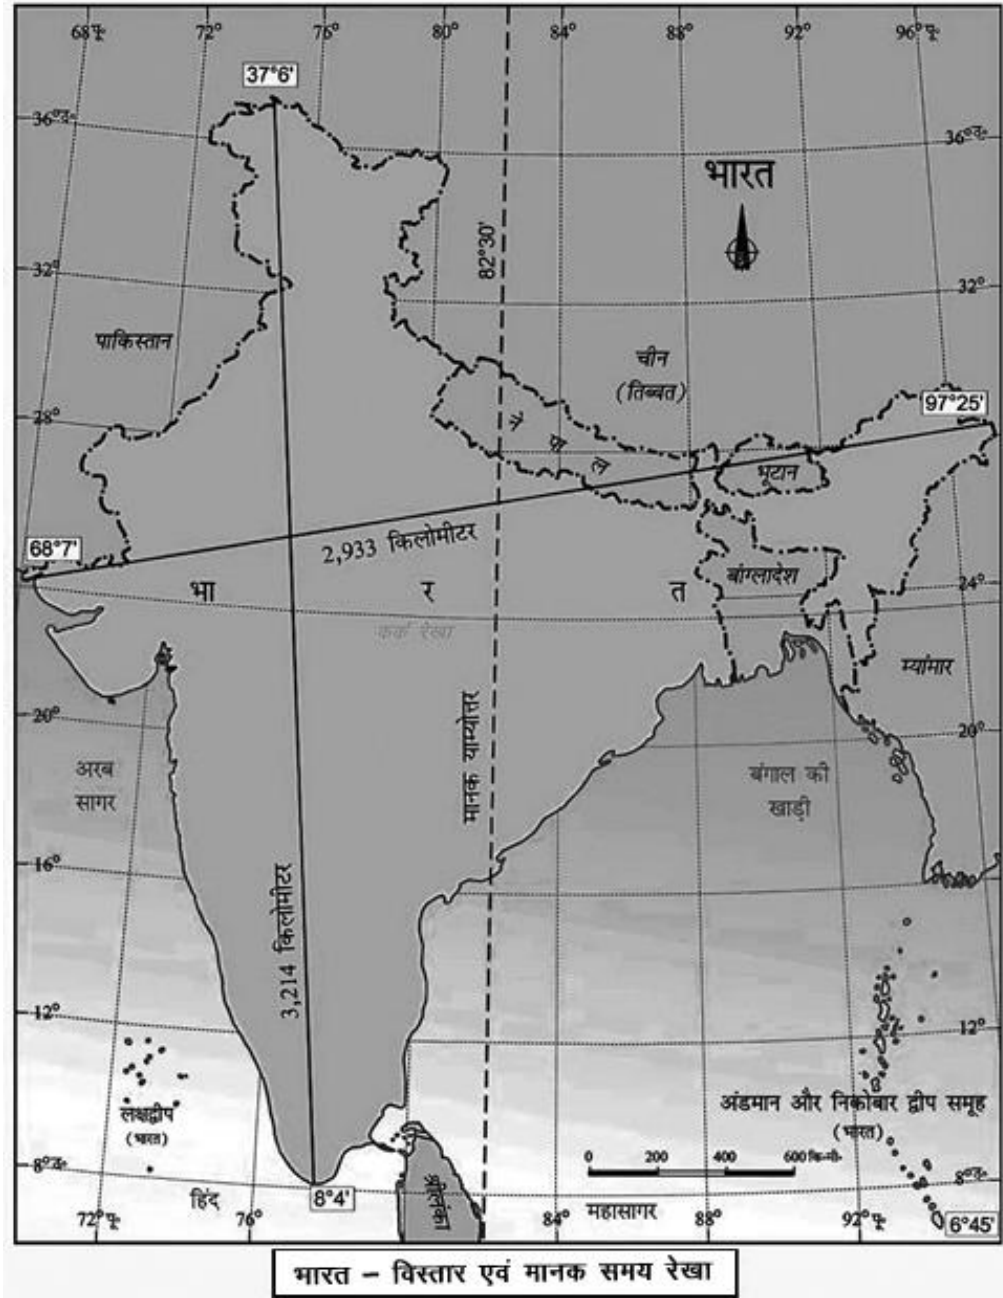 68°पू.
72°
76°
80°
84°
88°
92°
96°पू.
37°6'
36°उ.
36°उ.
भारत
82°30'
32°
32°
पाकिस्तान
चीन
(तिब्बत)
97°25'
28°
नेपाल
भूटान
2,933 किलोमीटर
68°7'
बांग्लादेश
24°
भा र त
कर्क रेखा
म्यांमार
मानक याम्योत्तर
20°
20°
अरब
सागर
बंगाल की
खाड़ी
16°
3,214 किलोमीटर
12°
12°
लक्षद्वीप
(भारत)
अंडमान और निकोबार द्वीप समूह
(भारत)
0 200 400 600 कि.मी.
8°उ.
8°उ.
श्रीलंका
हिंद
8°4'
महासागर
6°45'
72°पू.
76°
84°
88°
92°पू.
भारत – विस्तार एवं मानक समय रेखा